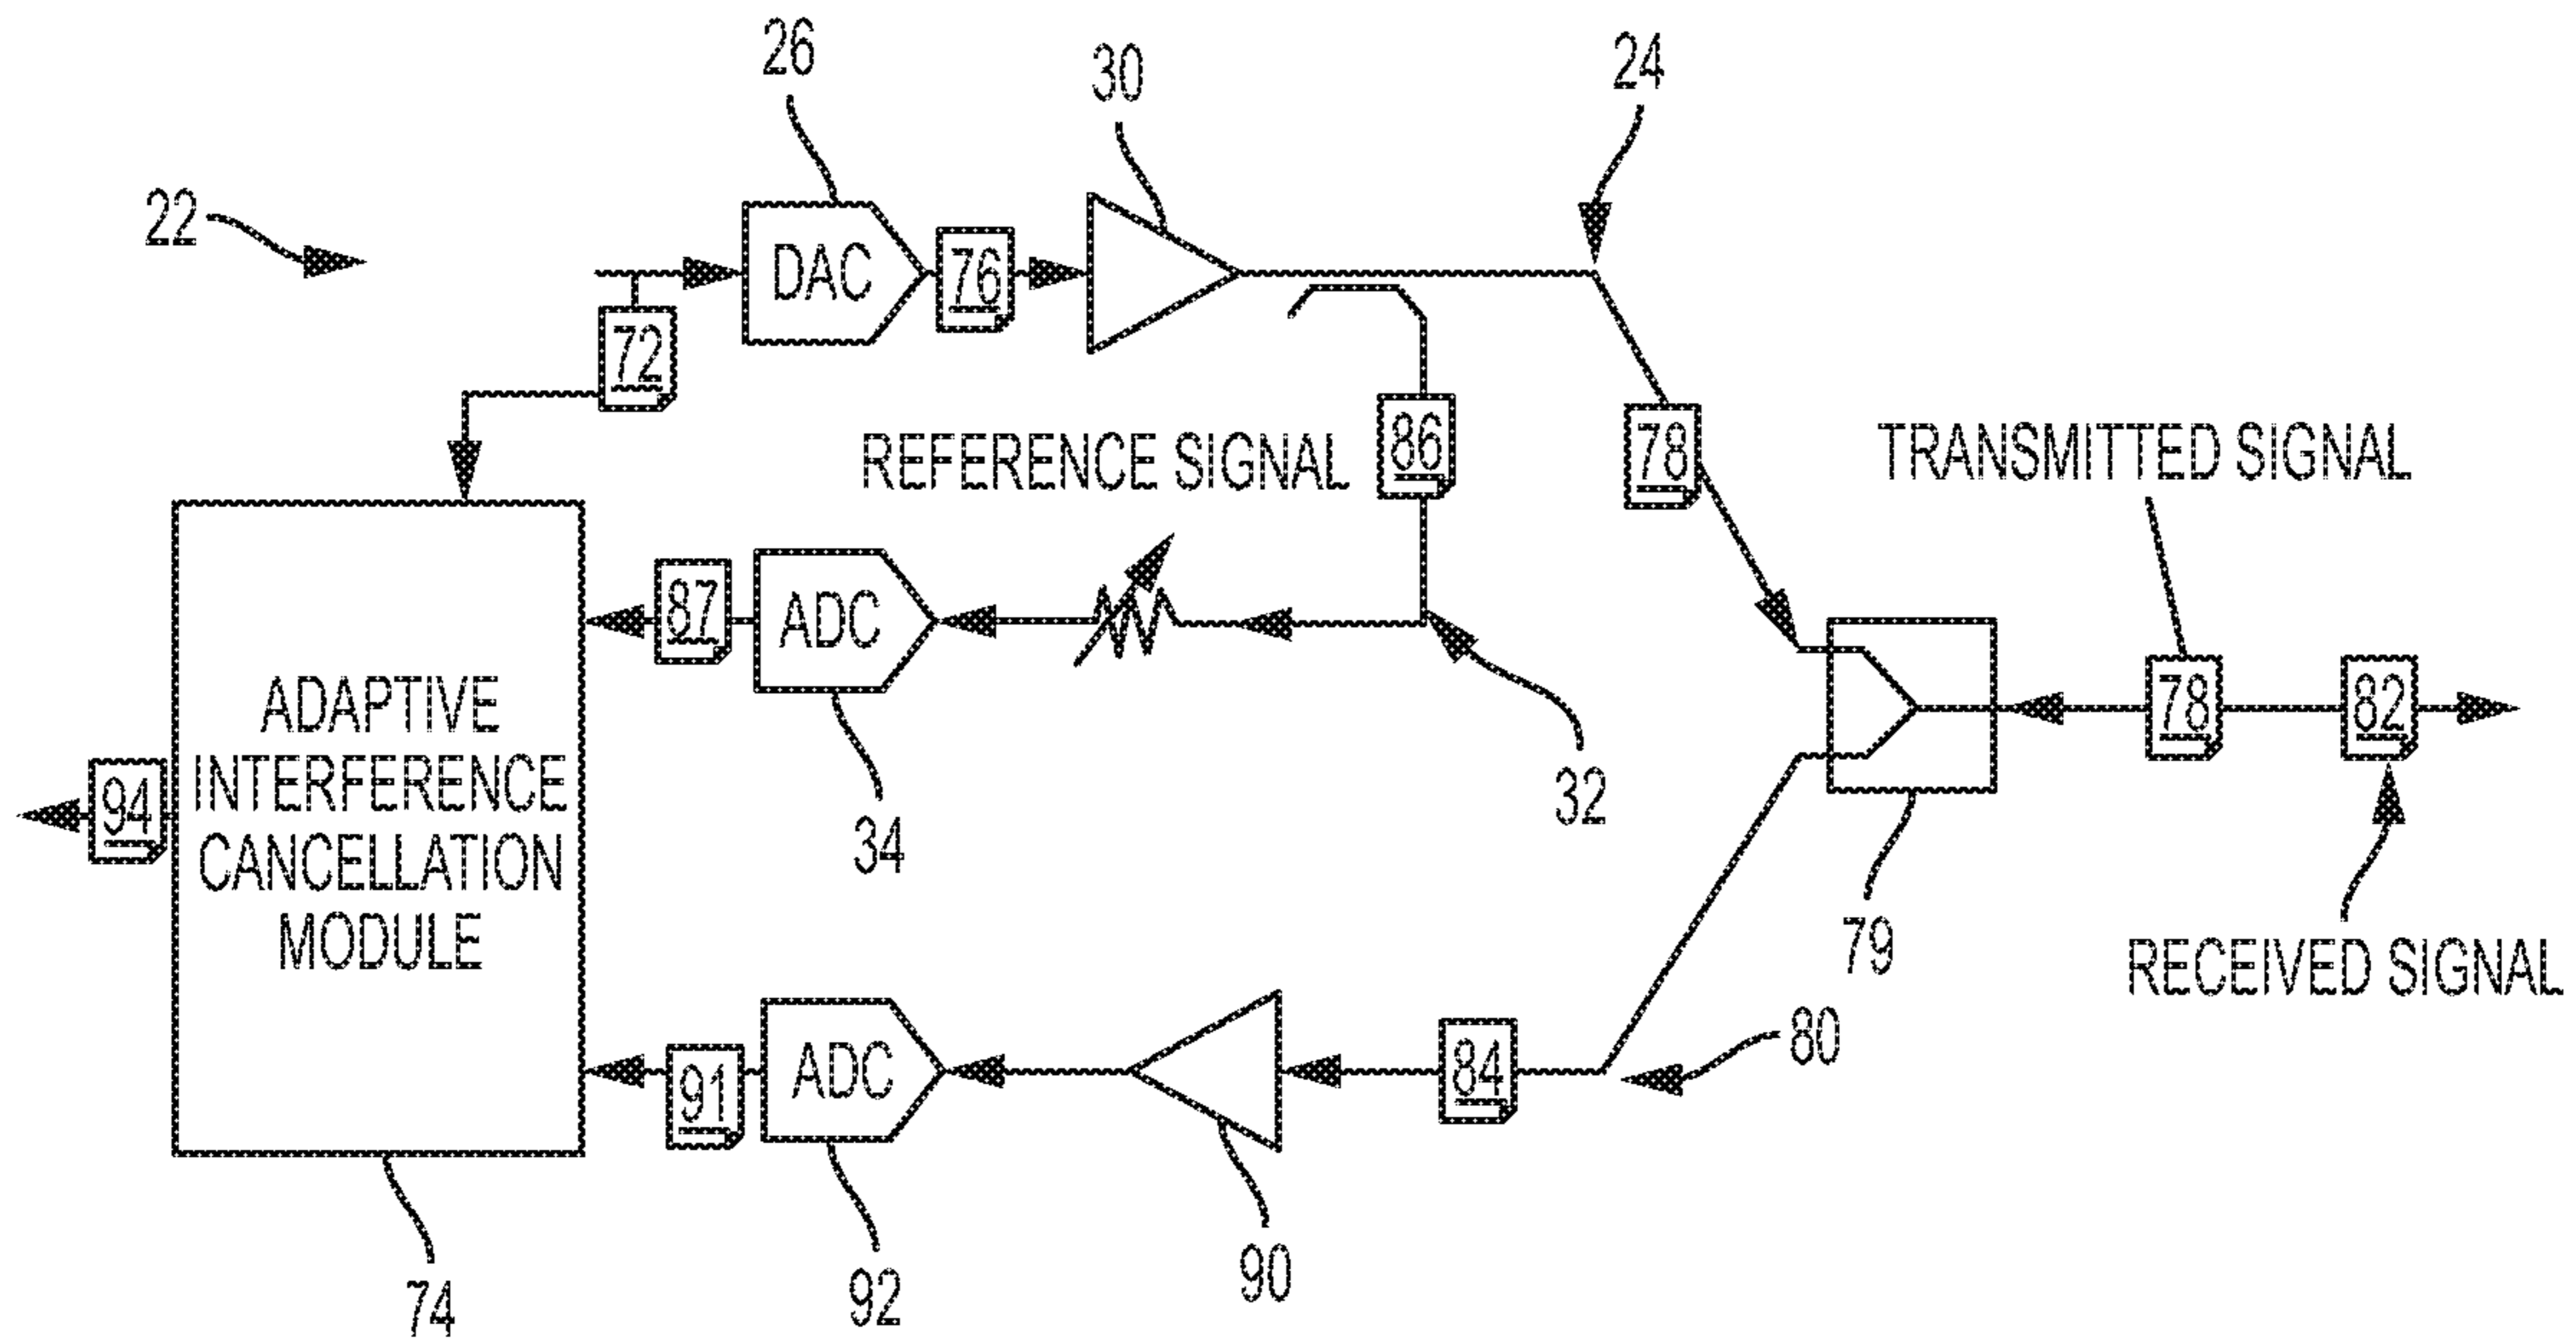 26
30
24
22
DAC
76
72
86
REFERENCE SIGNAL
78
TRANSMITTED SIGNAL
87
ADC
34
32
79
78
82
RECEIVED SIGNAL
ADAPTIVE
INTERFERENCE
CANCELLATION
MODULE
94
80
84
91
ADC
90
92
74